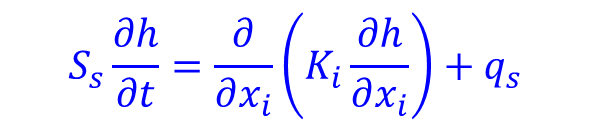 S_s ∂h/∂t = ∂/∂x_i (K_i ∂h/∂x_i) + q_s